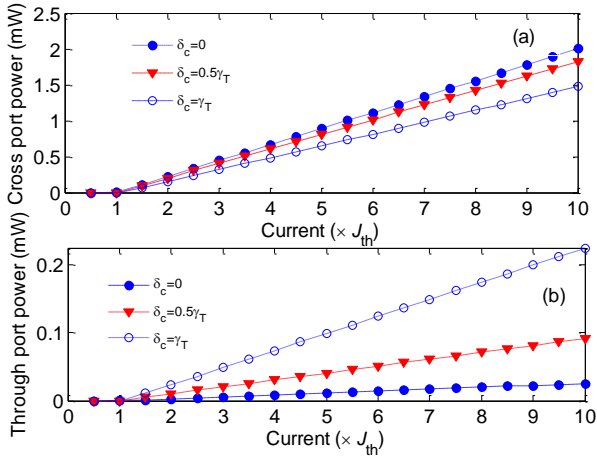 Cross port power (mW)
2.5
2
1.5
1
0.5
0
(a)
δc=0
δc=0.5γT
δc=γT
0 1 2 3 4 5 6 7 8 9 10
Current (× Jth)
Through port power (mW)
0.2
0.1
0
(b)
δc=0
δc=0.5γT
δc=γT
0 1 2 3 4 5 6 7 8 9 10
Current (× Jth)